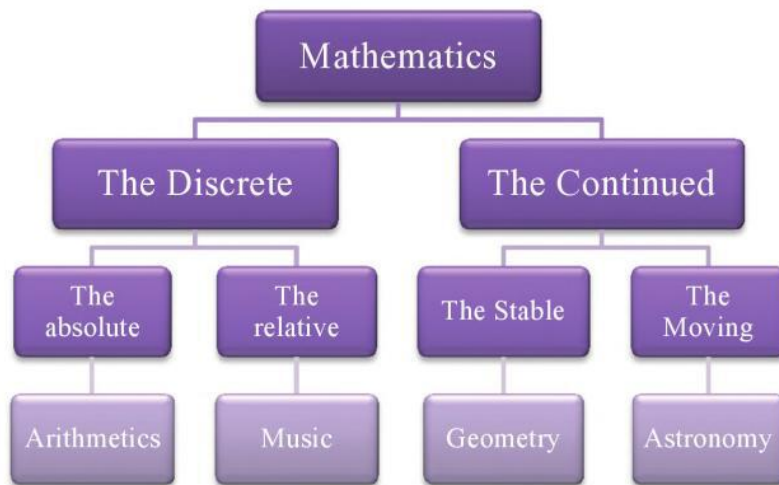 Mathematics
The Discrete
The Continued
The
absolute
The
relative
The Stable
The
Moving
Arithmetics
Music
Geometry
Astronomy